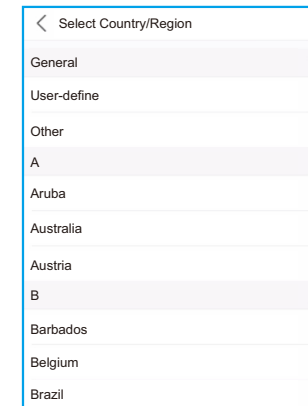 Select Country/Region
General
User-define
Other
A
Aruba
Australia
Austria
B
Barbados
Belgium
Brazil